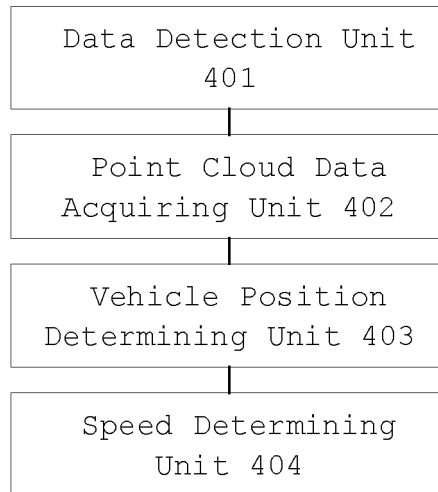 Data Detection Unit
401
Point Cloud Data
Acquiring Unit 402
Vehicle Position
Determining Unit 403
Speed Determining
Unit 404